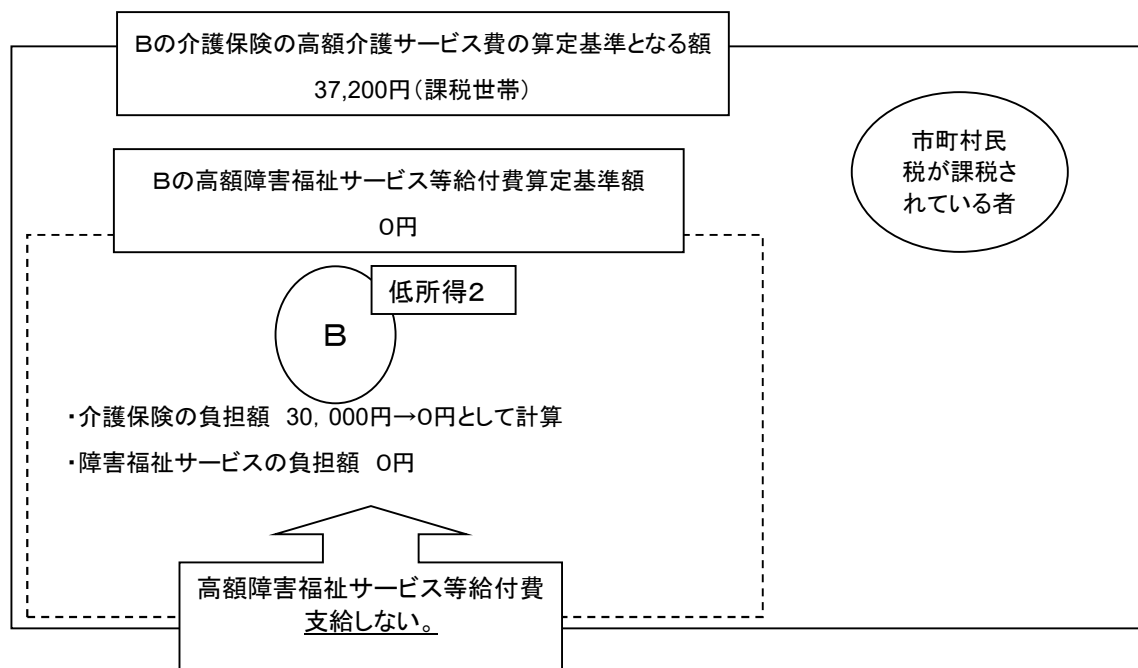 Bの介護保険の高額介護サービス費の算定基準となる額
37,200円(課税世帯)
市町村民
税が課税さ
れている者
Bの高額障害福祉サービス等給付費算定基準額
0円
低所得2
B
・介護保険の負担額 30,000円→0円として計算
・障害福祉サービスの負担額 0円
高額障害福祉サービス等給付費
支給しない。